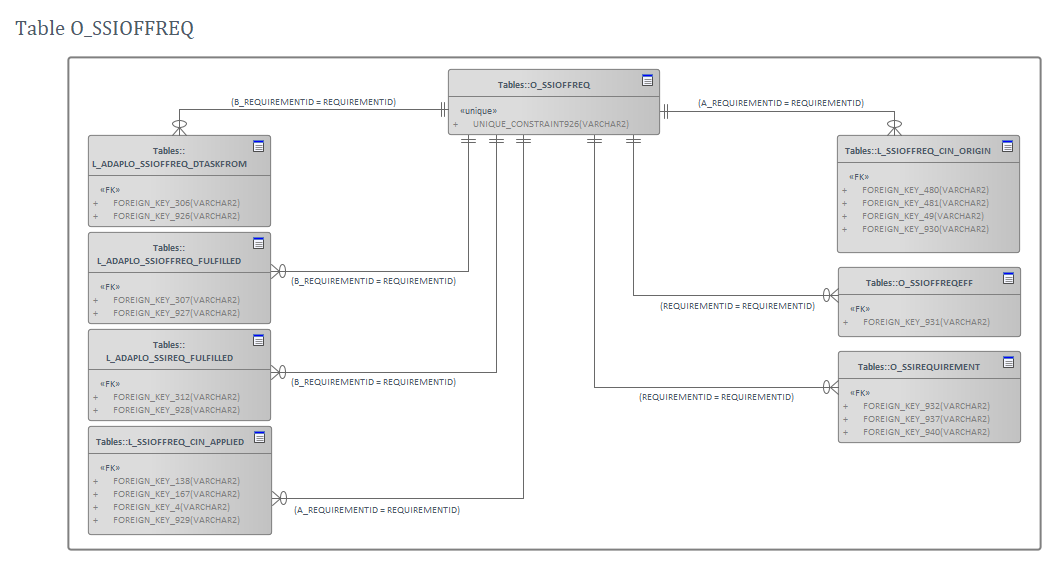 Table O_SSIOFFREQ
Tables::O_SSIOFFREQ
«unique»
+ UNIQUE_CONSTRAINT926(VARCHAR2)
(B_REQUIREMENTID = REQUIREMENTID)
(A_REQUIREMENTID = REQUIREMENTID)
Tables::
L_ADAPLO_SSIOFFREQ_DTASKFROM
«FK»
+ FOREIGN_KEY_306(VARCHAR2)
+ FOREIGN_KEY_926(VARCHAR2)
Tables::L_SSIOFFREQ_CIN_ORIGIN
«FK»
+ FOREIGN_KEY_480(VARCHAR2)
+ FOREIGN_KEY_481(VARCHAR2)
+ FOREIGN_KEY_49(VARCHAR2)
+ FOREIGN_KEY_930(VARCHAR2)
Tables::
L_ADAPLO_SSIOFFREQ_FULFILLED
«FK»
+ FOREIGN_KEY_307(VARCHAR2)
+ FOREIGN_KEY_927(VARCHAR2)
(B_REQUIREMENTID = REQUIREMENTID)
Tables::O_SSIOFFREQEFF
«FK»
+ FOREIGN_KEY_931(VARCHAR2)
(REQUIREMENTID = REQUIREMENTID)
Tables::
L_ADAPLO_SSIREQ_FULFILLED
«FK»
+ FOREIGN_KEY_312(VARCHAR2)
+ FOREIGN_KEY_928(VARCHAR2)
(B_REQUIREMENTID = REQUIREMENTID)
Tables::O_SSIREQUIREMENT
«FK»
+ FOREIGN_KEY_932(VARCHAR2)
+ FOREIGN_KEY_937(VARCHAR2)
+ FOREIGN_KEY_940(VARCHAR2)
(REQUIREMENTID = REQUIREMENTID)
Tables::L_SSIOFFREQ_CIN_APPLIED
«FK»
+ FOREIGN_KEY_138(VARCHAR2)
+ FOREIGN_KEY_167(VARCHAR2)
+ FOREIGN_KEY_4(VARCHAR2)
+ FOREIGN_KEY_929(VARCHAR2)
(A_REQUIREMENTID = REQUIREMENTID)